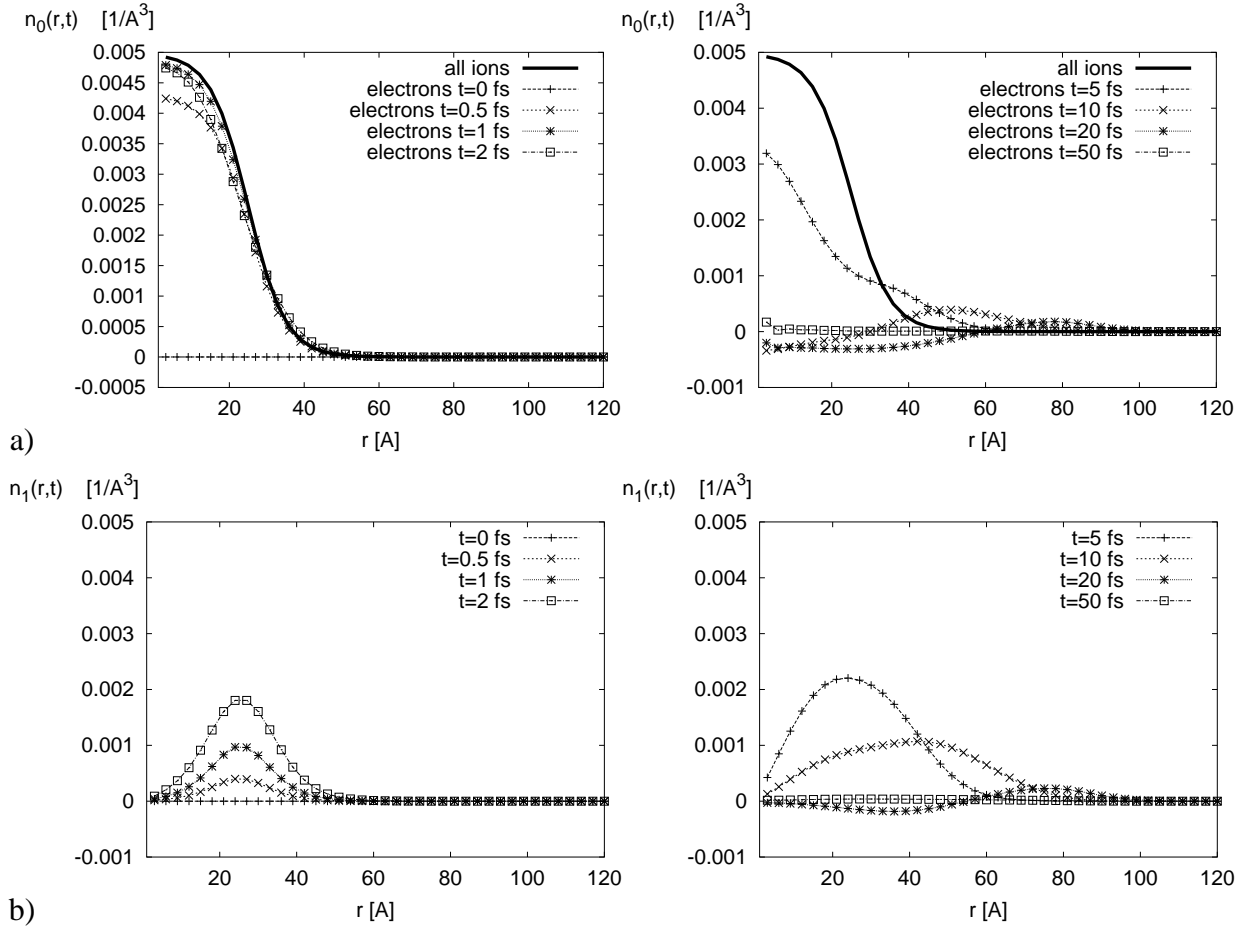 n0(r,t) [1/A^3]
0.005
0.0045
0.004
0.0035
0.003
0.0025
0.002
0.0015
0.001
0.0005
0
-0.0005
20 40 60 80 100 120
r [A]
all ions
electrons t=0 fs
electrons t=0.5 fs
electrons t=1 fs
electrons t=2 fs
n0(r,t) [1/A^3]
0.005
0.004
0.003
0.002
0.001
0
-0.001
20 40 60 80 100 120
r [A]
all ions
electrons t=5 fs
electrons t=10 fs
electrons t=20 fs
electrons t=50 fs
a)
n1(r,t) [1/A^3]
0.005
0.004
0.003
0.002
0.001
0
-0.001
20 40 60 80 100 120
r [A]
t=0 fs
t=0.5 fs
t=1 fs
t=2 fs
n1(r,t) [1/A^3]
0.005
0.004
0.003
0.002
0.001
0
-0.001
20 40 60 80 100 120
r [A]
t=5 fs
t=10 fs
t=20 fs
t=50 fs
b)